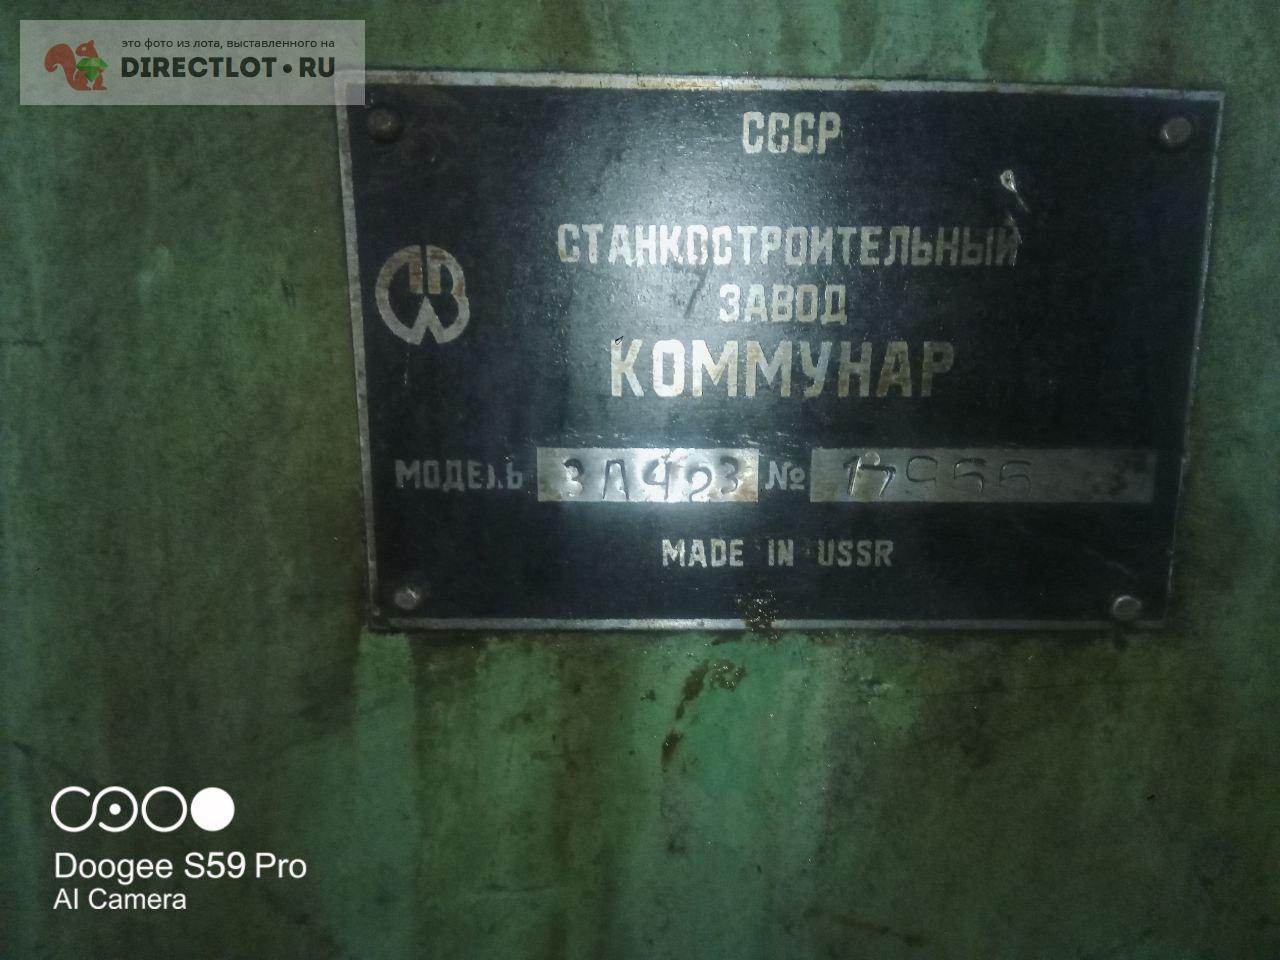 это фото из лота, выставленного на
DIRECTLOT.RU
СССР
СТАНКОСТРОИТЕЛЬНЫЙ
ЗАВОД
КОММУНАР
МОДЕЛЬ 3Л423 №
MADE IN USSR
Doogee S59 Pro
AI Camera